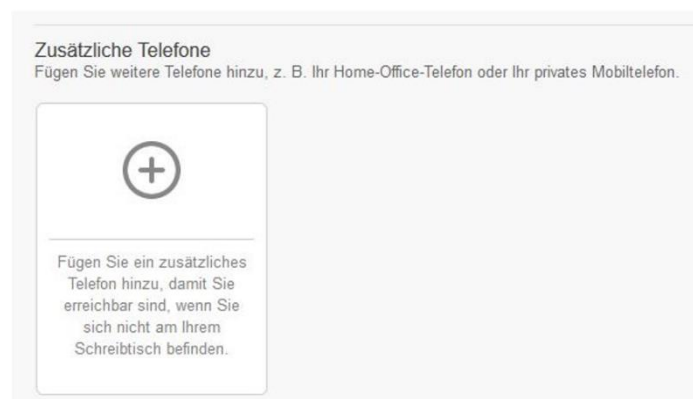 Zusätzliche Telefone
Fügen Sie weitere Telefone hinzu, z. B. Ihr Home-Office-Telefon oder Ihr privates Mobiltelefon.
Fügen Sie ein zusätzliches
Telefon hinzu, damit Sie
erreichbar sind, wenn Sie
sich nicht am Ihrem
Schreibtisch befinden.